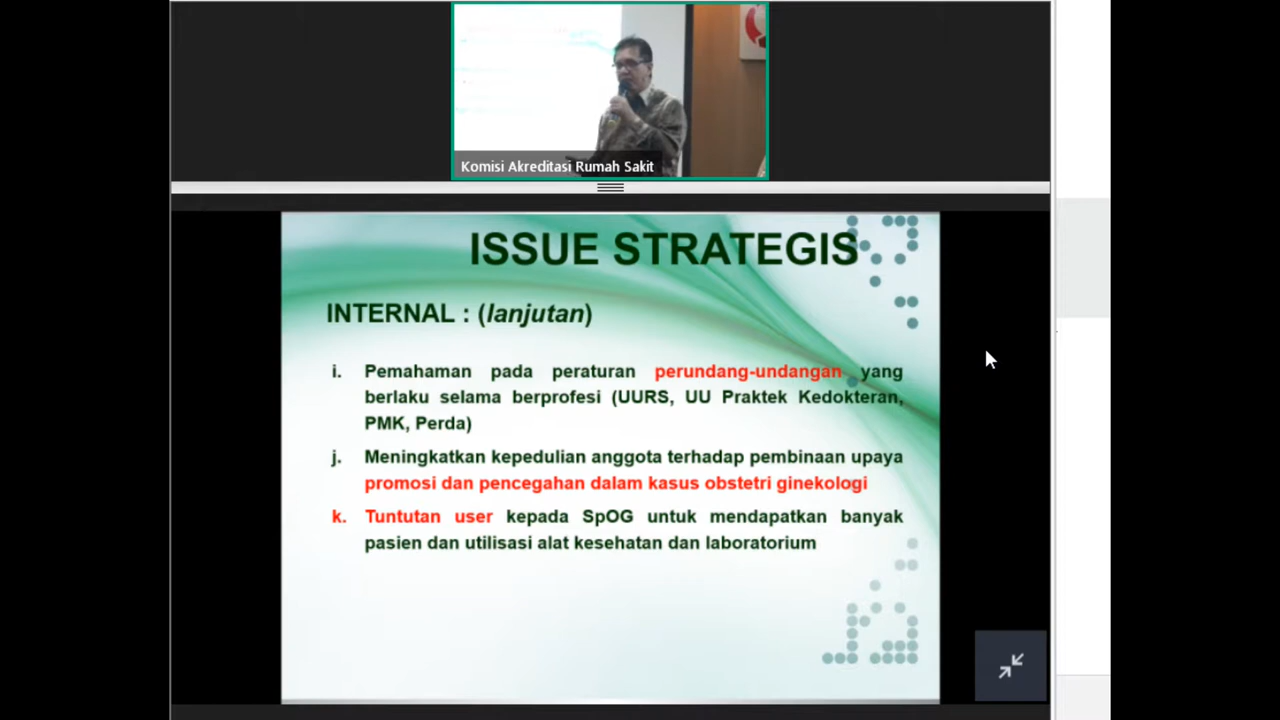 Komisi Akreditasi Rumah Sakit
ISSUE STRATEGIS
INTERNAL : (lanjutan)
i. Pemahaman pada peraturan perundang-undangan yang
berlaku selama berprofesi (UURS, UU Praktek Kedokteran,
PMK, Perda)
j. Meningkatkan kepedulian anggota terhadap pembinaan upaya
promosi dan pencegahan dalam kasus obstetri ginekologi
k. Tuntutan user kepada SpOG untuk mendapatkan banyak
pasien dan utilisasi alat kesehatan dan laboratorium